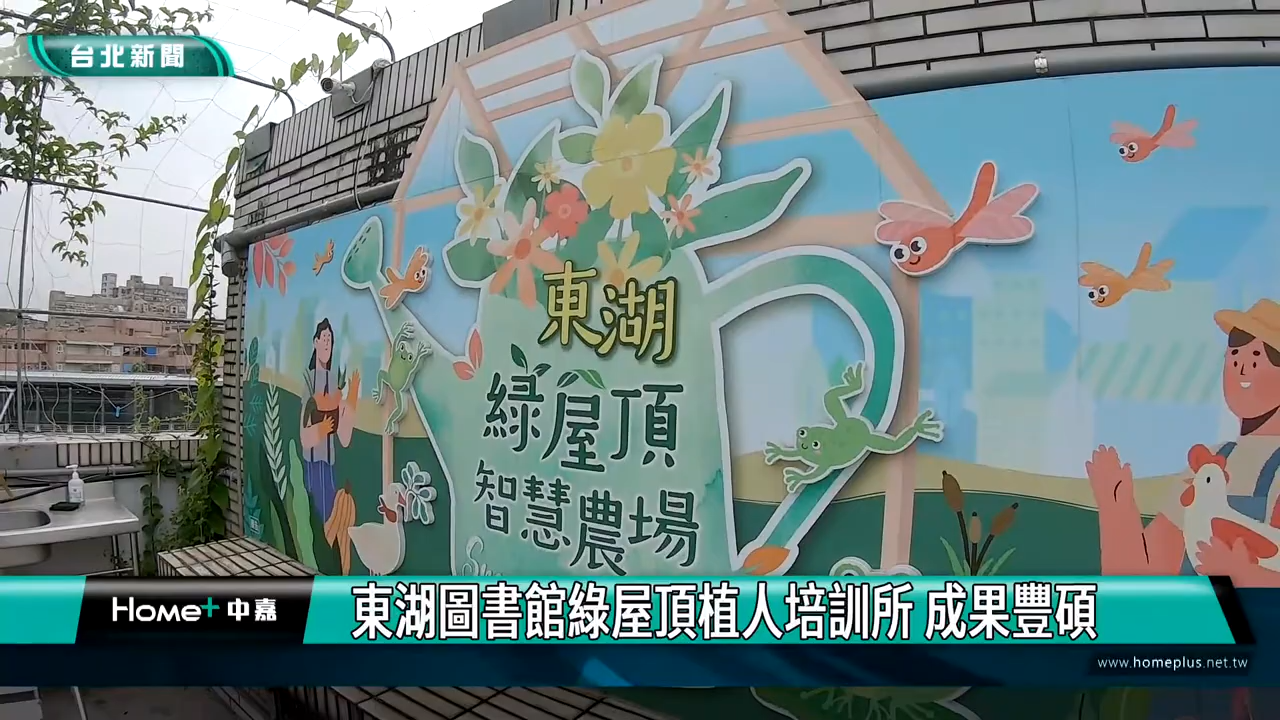 台北新聞
東湖
綠屋頂
智慧農場
Home+中嘉
東湖圖書館綠屋頂植人培訓所 成果豐碩
www.homeplus.net.tw